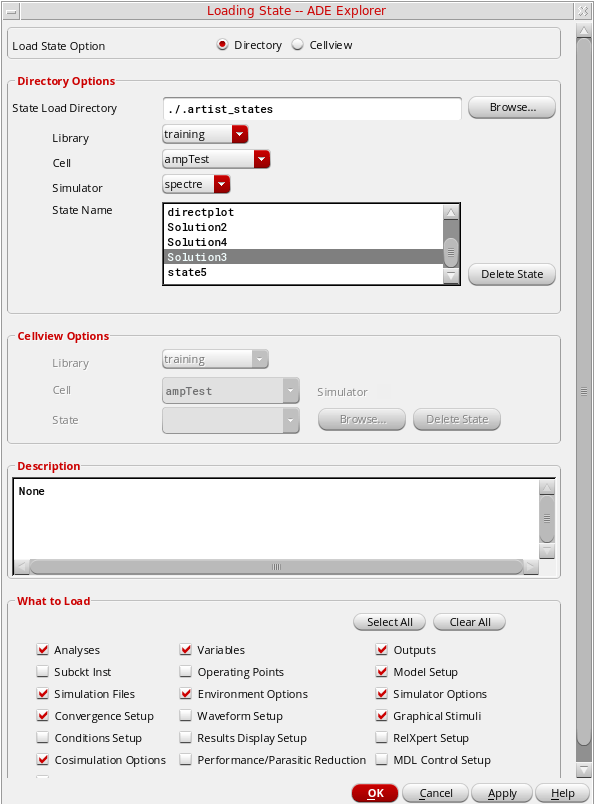 Loading State -- ADE Explorer
Load State Option Directory Cellview
Directory Options
State Load Directory ./.artist_states Browse...
Library training
Cell ampTest
Simulator spectre
State Name directplot
Solution2
Solution4
Solution3
state5 Delete State
Cellview Options
Library training
Cell ampTest Simulator
State Browse... Delete State
Description
None
What to Load
Select All Clear All
Analyses Variables Outputs
Subckt Inst Operating Points Model Setup
Simulation Files Environment Options Simulator Options
Convergence Setup Waveform Setup Graphical Stimuli
Conditions Setup Results Display Setup RelXpert Setup
Cosimulation Options Performance/Parasitic Reduction MDL Control Setup
OK Cancel Apply Help